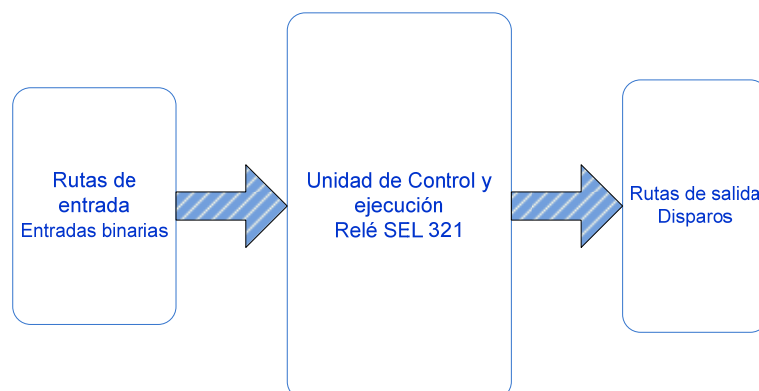 Rutas de
entrada
Entradas binarias
Unidad de Control y
ejecución
Relé SEL 321
Rutas de salida
Disparos